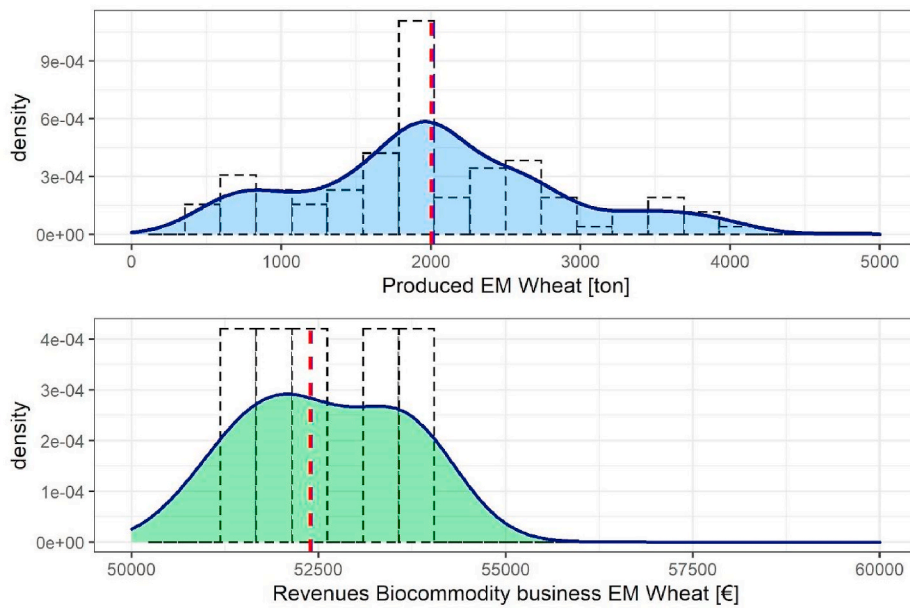 density
9e-04
6e-04
3e-04
0e+00
0 1000 2000 3000 4000 5000
Produced EM Wheat [ton]
density
4e-04
3e-04
2e-04
1e-04
0e+00
50000 52500 55000 57500 60000
Revenues Biocommodity business EM Wheat [€]